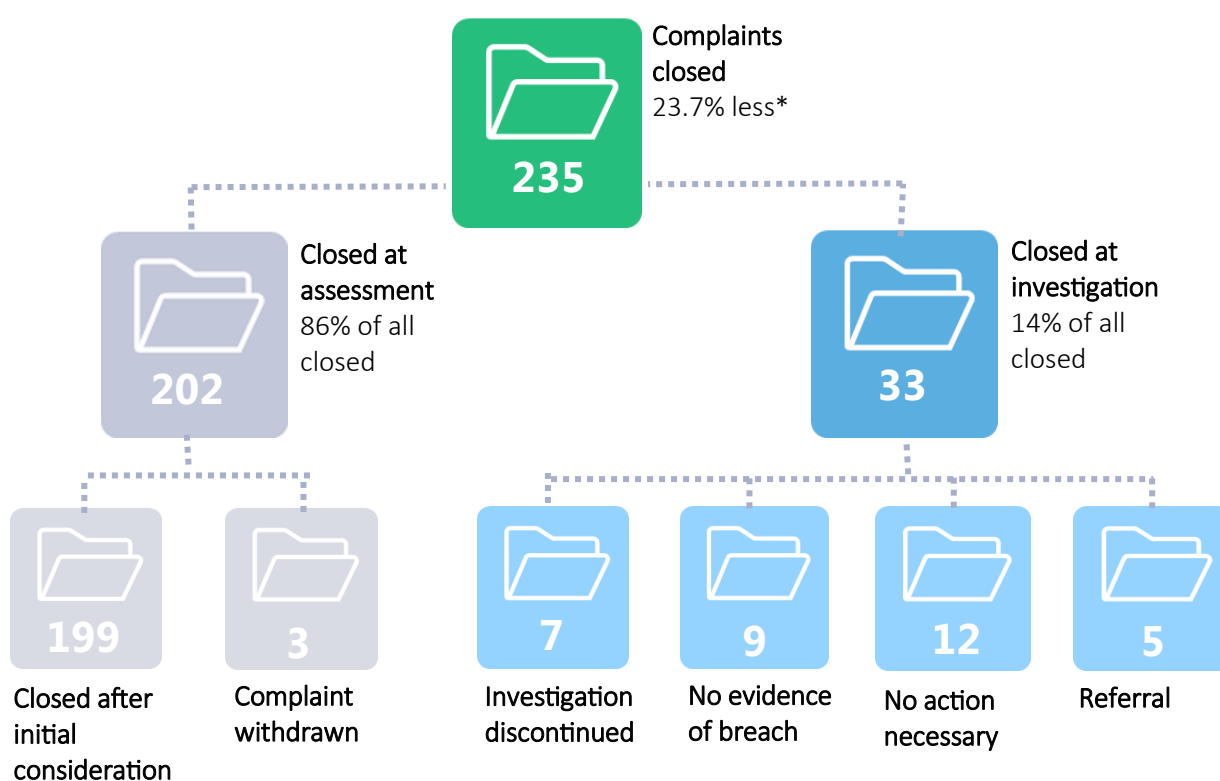 Complaints
closed
23.7% less*
235
Closed at
assessment
86% of all
closed
202
Closed at
investigation
14% of all
closed
33
199
Closed after
initial
consideration
3
Complaint
withdrawn
7
Investigation
discontinued
9
No evidence
of breach
12
No action
necessary
5
Referral